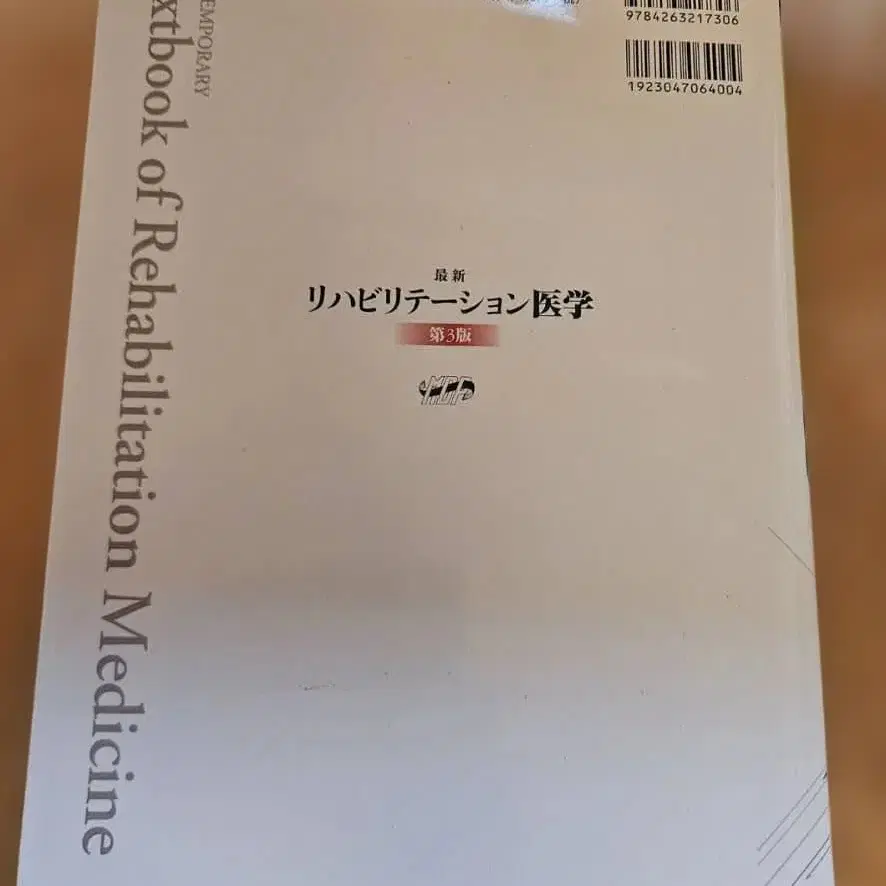 9784263217306
1923047064004
EMPORARY
xtbook of Rehabilitation Medicine
最新
リハビリテーション医学
第3版